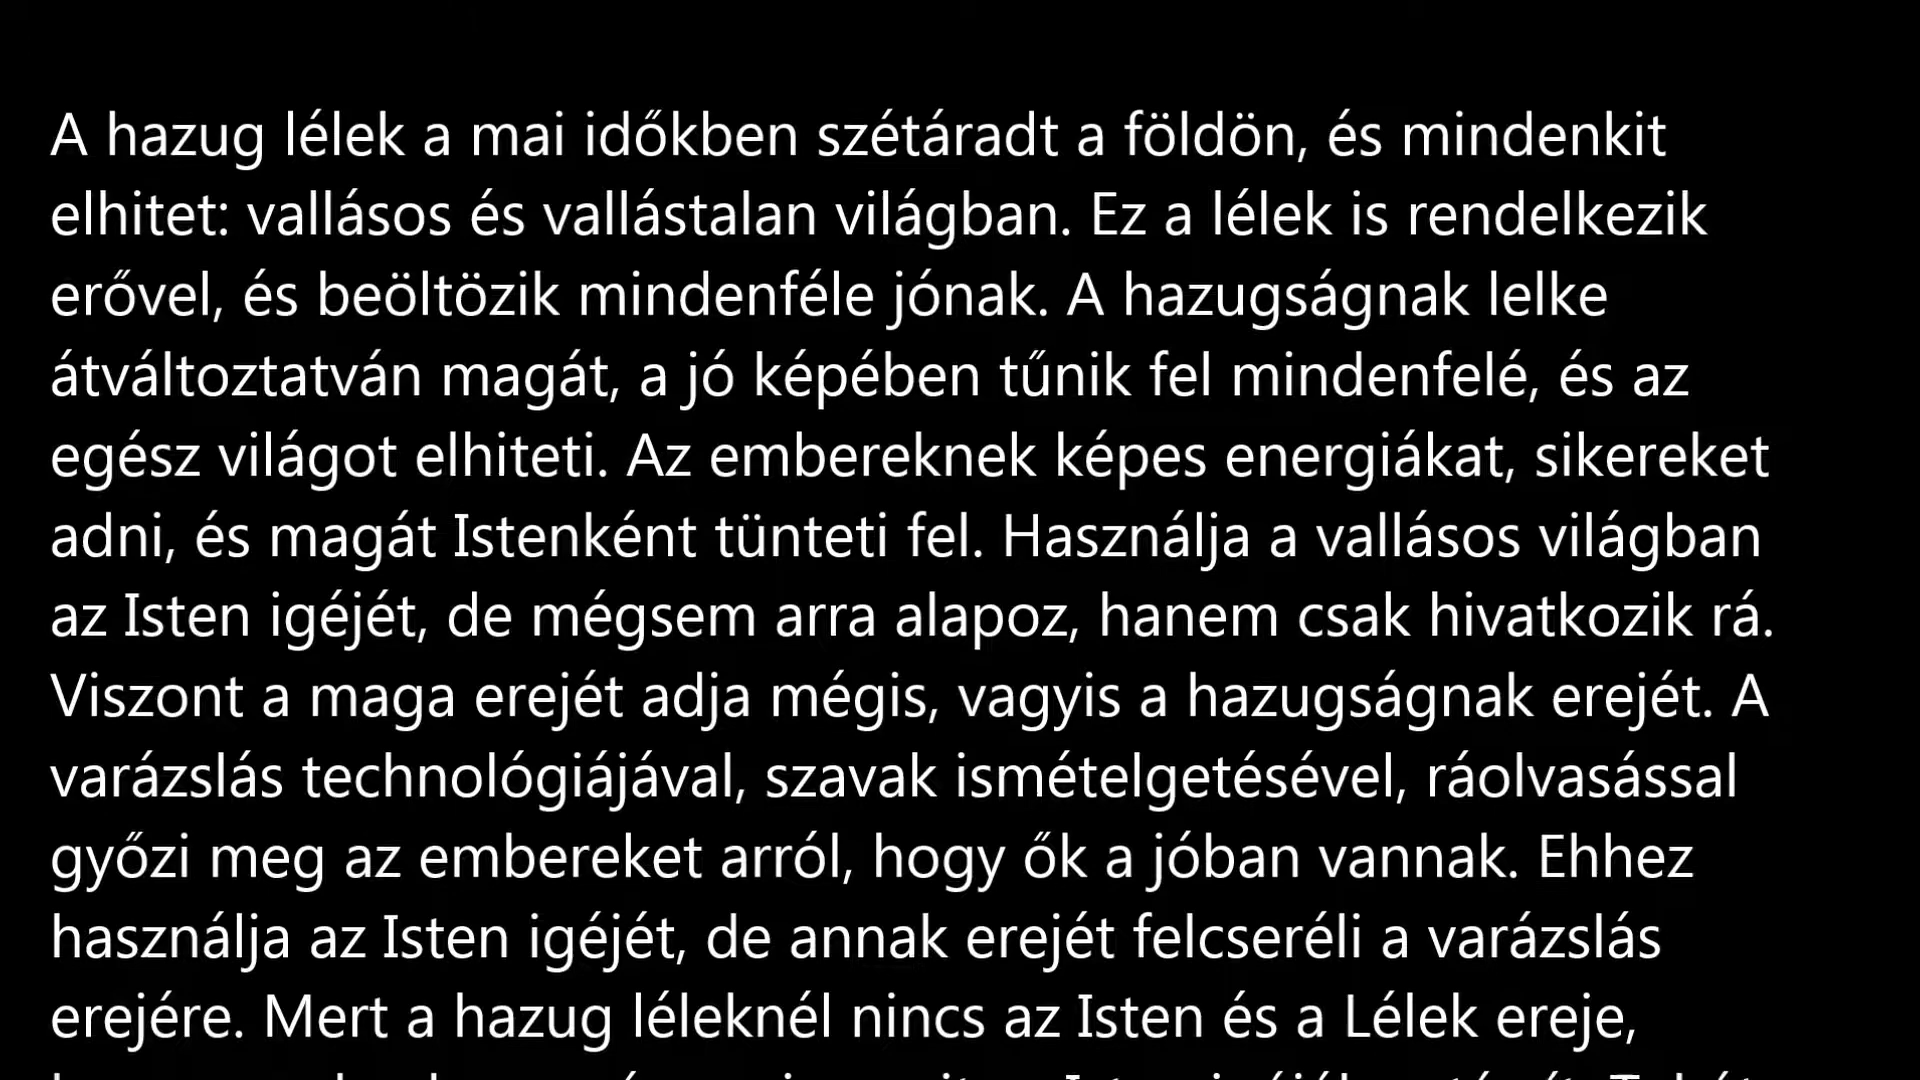 A hazug lélek a mai időkben szétáradt a földön, és mindenkit
elhitet: vallásos és vallástalan világban. Ez a lélek is rendelkezik
erővel, és beöltözik mindenféle jónak. A hazugságnak lelke
átváltoztatván magát, a jó képében tűnik fel mindenfelé, és az
egész világot elhiteti. Az embereknek képes energiákat, sikereket
adni, és magát Istenként tünteti fel. Használja a vallásos világban
az Isten igéjét, de mégsem arra alapoz, hanem csak hivatkozik rá.
Viszont a maga erejét adja mégis, vagyis a hazugságnak erejét. A
varázslás technológiájával, szavak ismételgetésével, ráolvasással
győzi meg az embereket arról, hogy ők a jóban vannak. Ehhez
használja az Isten igéjét, de annak erejét felcseréli a varázslás
erejére. Mert a hazug léleknél nincs az Isten és a Lélek ereje,